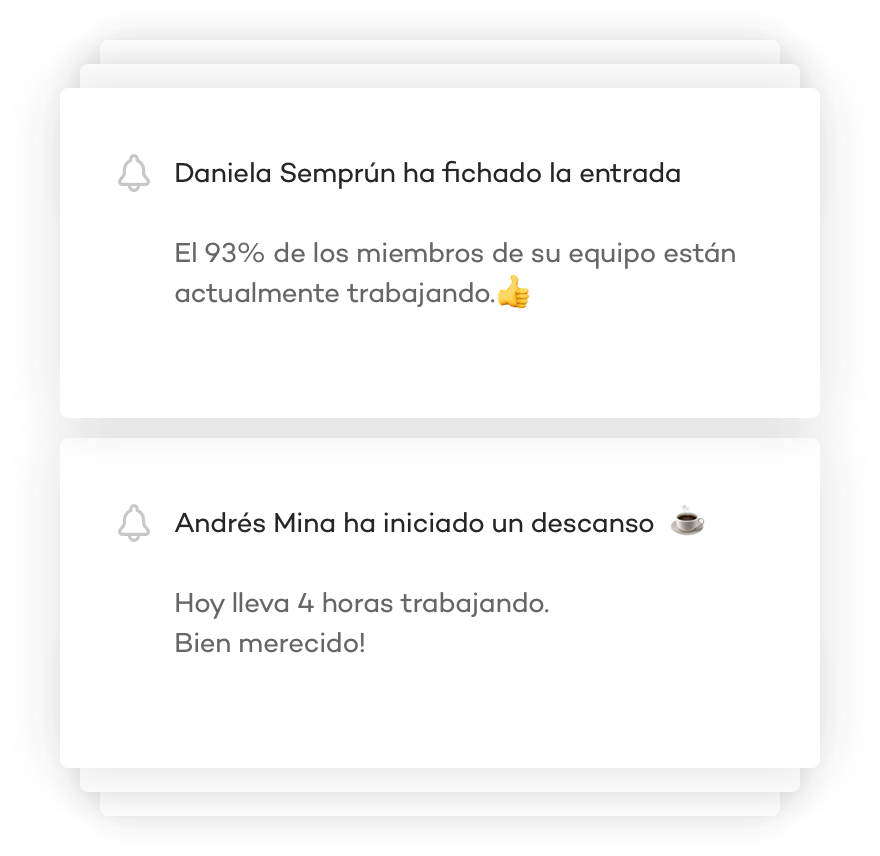 Daniela Semprún ha fichado la entrada
El 93% de los miembros de su equipo están
actualmente trabajando.👍
Andrés Mina ha iniciado un descanso ☕
Hoy lleva 4 horas trabajando.
Bien merecido!